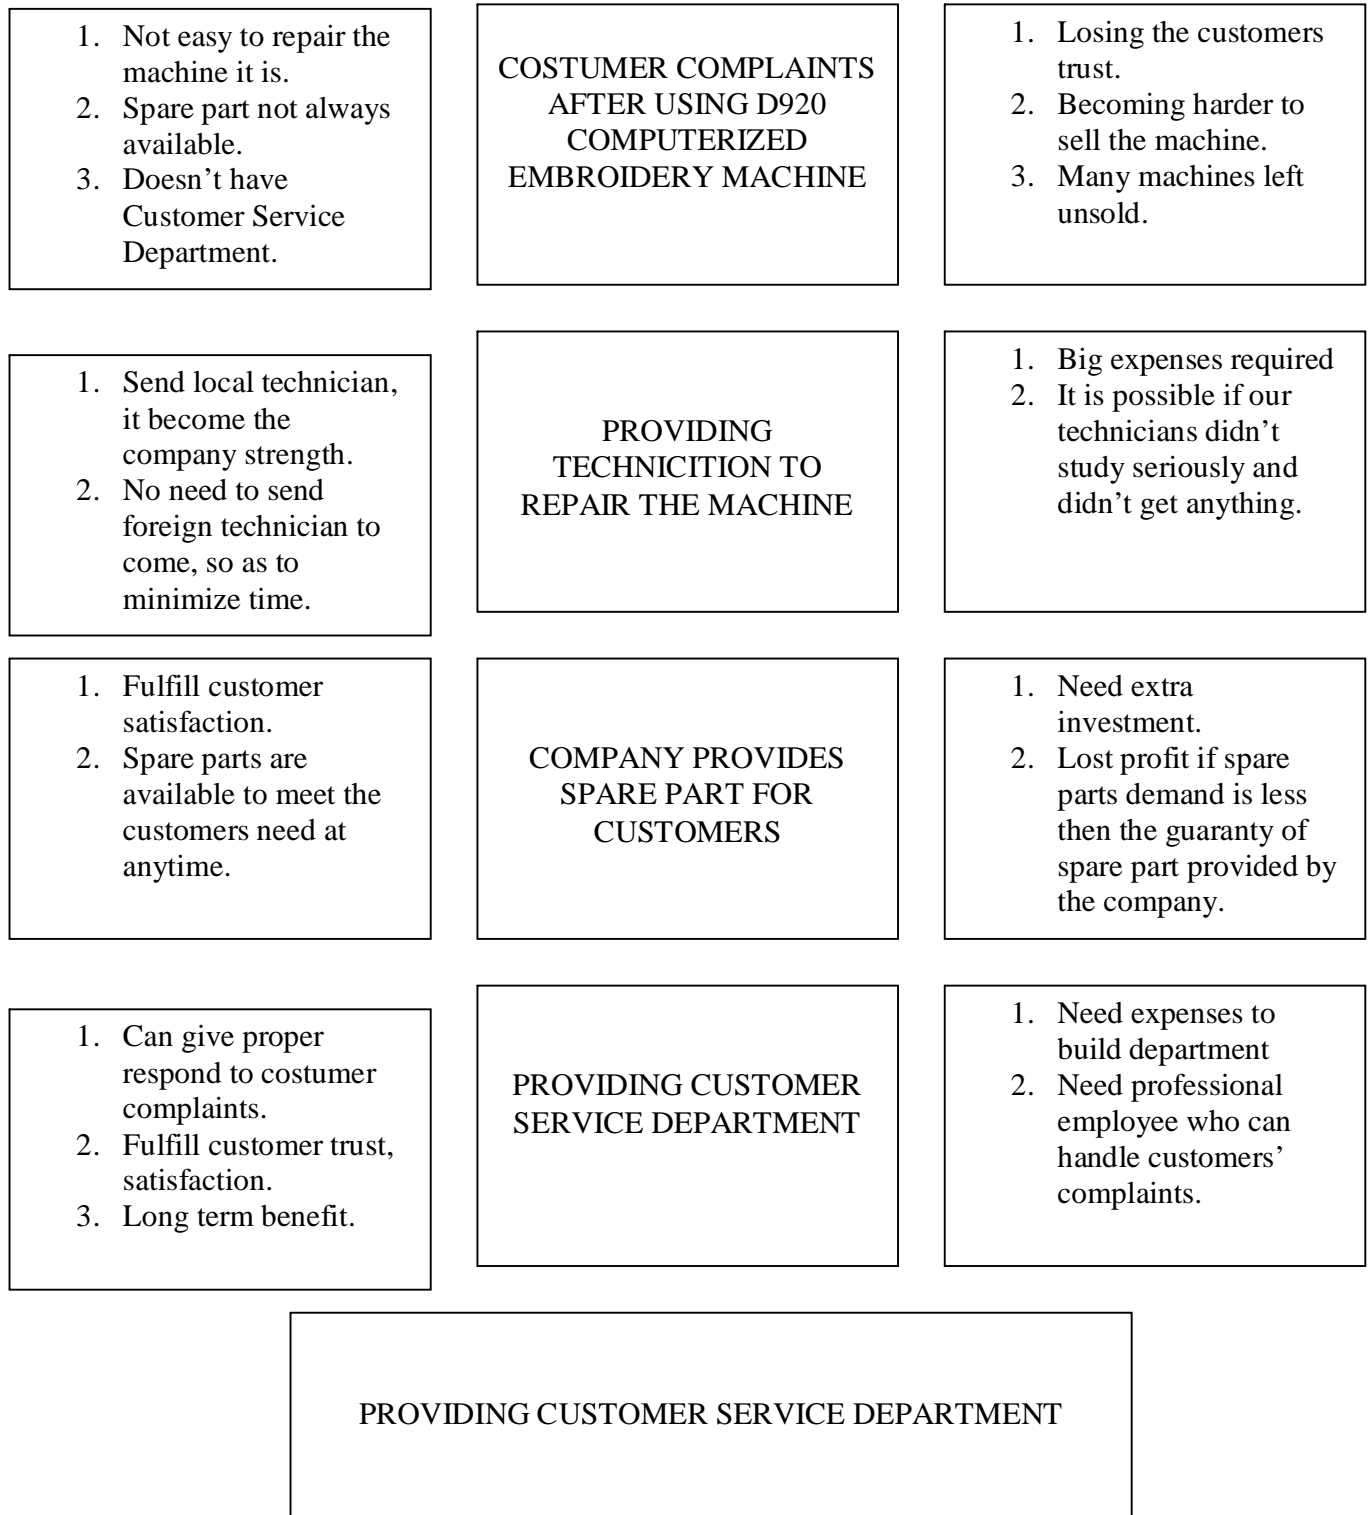 1. Not easy to repair the
machine it is.
2. Spare part not always
available.
3. Doesn’t have
Customer Service
Department.
COSTUMER COMPLAINTS
AFTER USING D920
COMPUTERIZED
EMBROIDERY MACHINE
1. Losing the customers
trust.
2. Becoming harder to
sell the machine.
3. Many machines left
unsold.
1. Send local technician,
it become the
company strength.
2. No need to send
foreign technician to
come, so as to
minimize time.
PROVIDING
TECHNICITION TO
REPAIR THE MACHINE
1. Big expenses required
2. It is possible if our
technicians didn’t
study seriously and
didn’t get anything.
1. Fulfill customer
satisfaction.
2. Spare parts are
available to meet the
customers need at
anytime.
COMPANY PROVIDES
SPARE PART FOR
CUSTOMERS
1. Need extra
investment.
2. Lost profit if spare
parts demand is less
then the guaranty of
spare part provided by
the company.
1. Can give proper
respond to costumer
complaints.
2. Fulfill customer trust,
satisfaction.
3. Long term benefit.
PROVIDING CUSTOMER
SERVICE DEPARTMENT
1. Need expenses to
build department
2. Need professional
employee who can
handle customers’
complaints.
PROVIDING CUSTOMER SERVICE DEPARTMENT